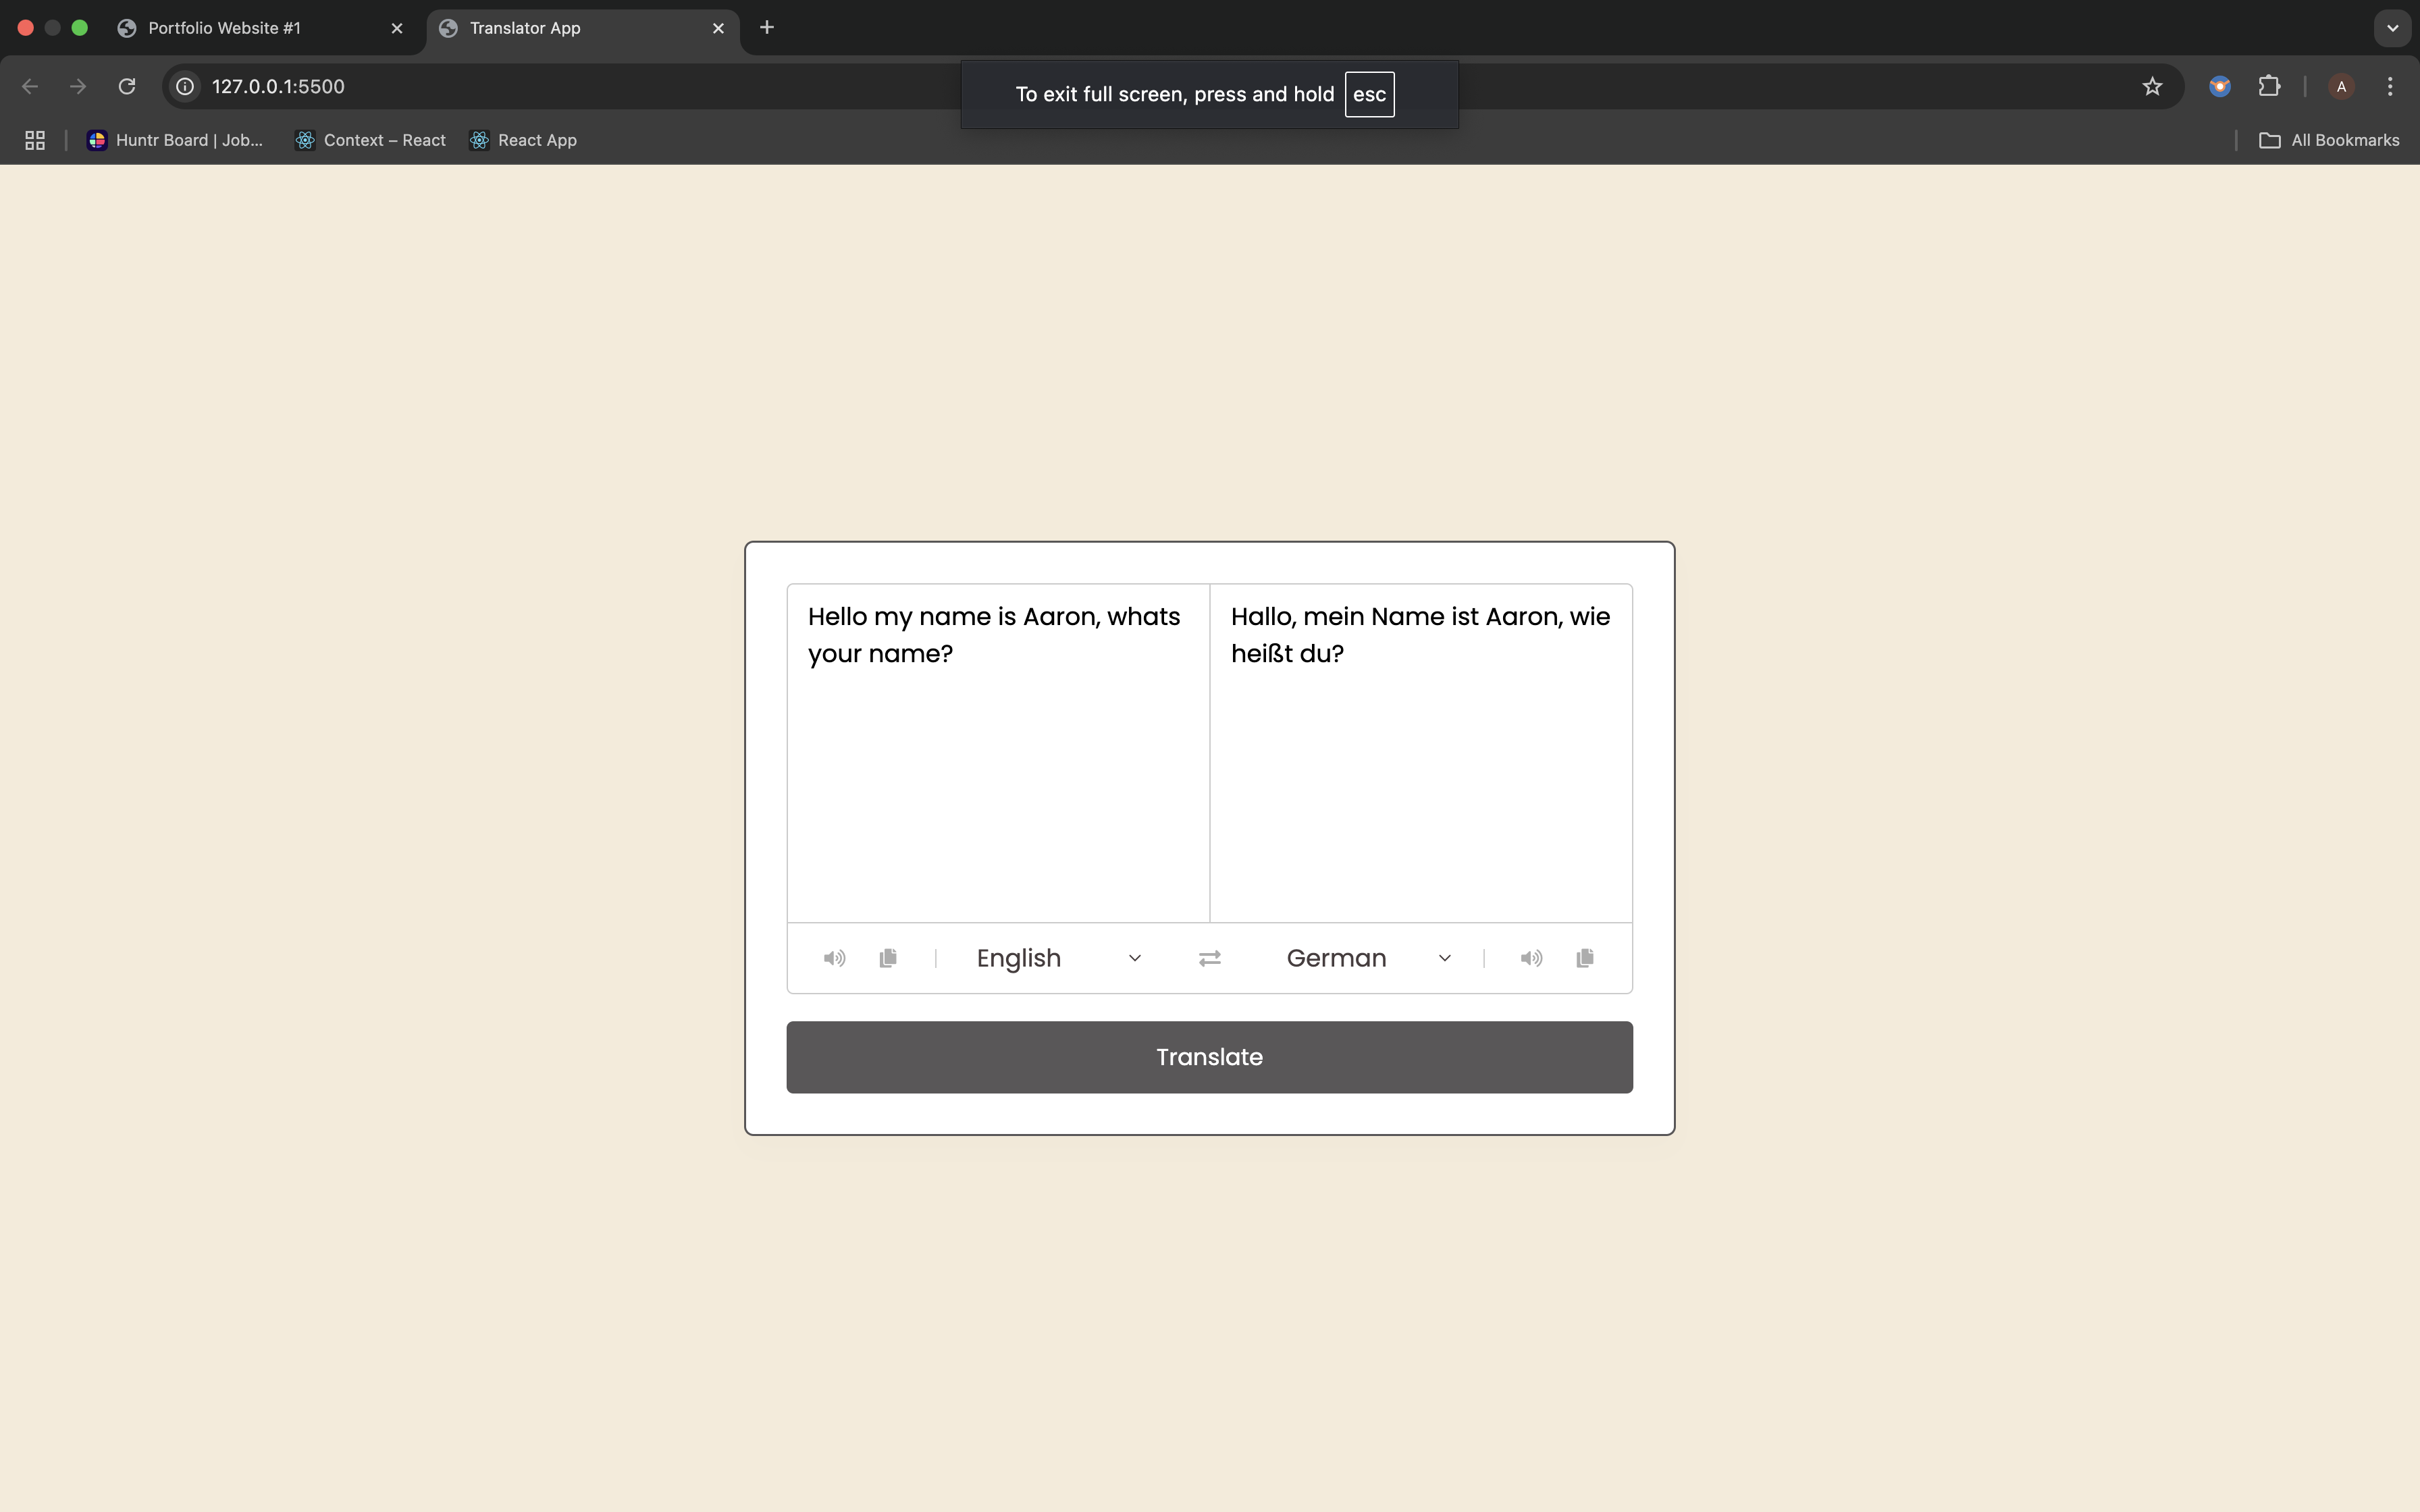 Portfolio Website #1
Translator App
127.0.0.1:5500
To exit full screen, press and hold esc
A
Huntr Board | Job...
Context – React
React App
All Bookmarks
Hello my name is Aaron, whats
your name?
Hallo, mein Name ist Aaron, wie
heißt du?
English
German
Translate